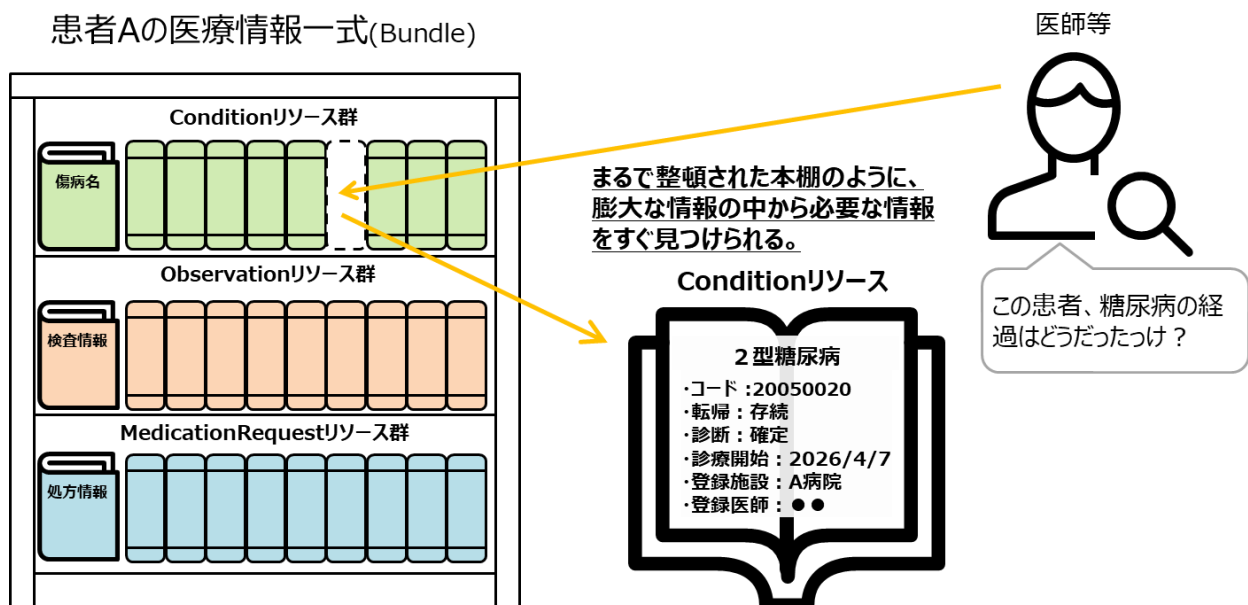 患者Aの医療情報一式(Bundle)
医師等
Conditionリソース群
傷病名
まるで整頓された本棚のように、
膨大な情報の中から必要な情報
をすぐ見つけられる。
Observationリソース群
検査情報
Conditionリソース
この患者、糖尿病の経
過はどうだったっけ？
２型糖尿病
・コード：20050020
・転帰：存続
・診断：確定
・診療開始：2026/4/7
・登録施設：A病院
・登録医師：●●
MedicationRequestリソース群
処方情報